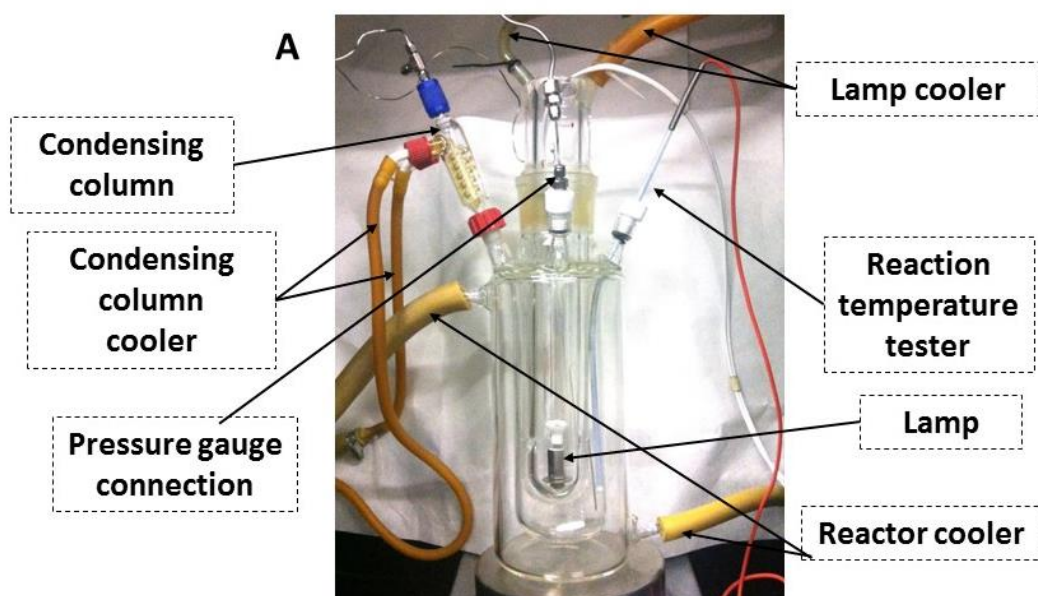 A
Condensing
column
Condensing
column
cooler
Pressure gauge
connection
Lamp cooler
Reaction
temperature
tester
Lamp
Reactor cooler